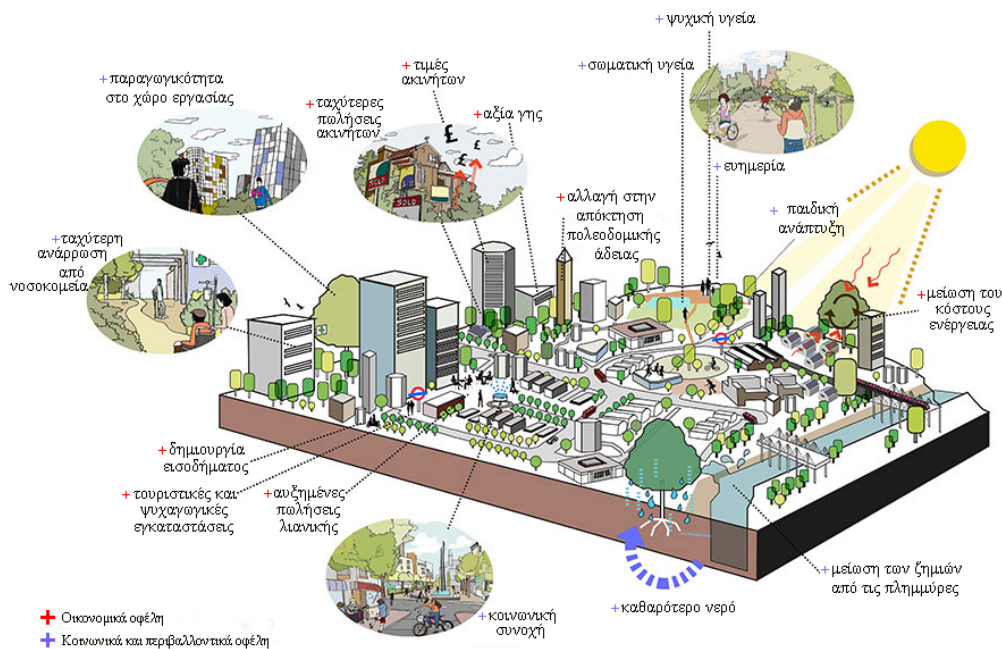 +ψυχική υγεία
+σωματική υγεία
+τιμές
ακινήτων
+παραγωγικότητα
στο χώρο εργασίας
+ταχύτερες
πωλήσεις
ακινήτων
+αξία γης
£
£
£
SOLD
SOLD
+ευημερία
+αλλαγή στην
απόκτηση
πολεοδομικής
άδειας
+ παιδική
ανάπτυξη
+ταχύτερη
ανάρρωση
από
νοσοκομεία
+μείωση του
κόστους
ενέργειας
+δημιουργία
εισοδήματος
+τουριστικές και
ψυχαγωγικές
εγκαταστάσεις
+αυξημένες
πωλήσεις
λιανικής
+μείωση των ζημιών
από τις πλημμύρες
+κοινωνική
συνοχή
+καθαρότερο νερό
+ Οικονομικά οφέλη
+ Κοινωνικά και περιβαλλοντικά οφέλη